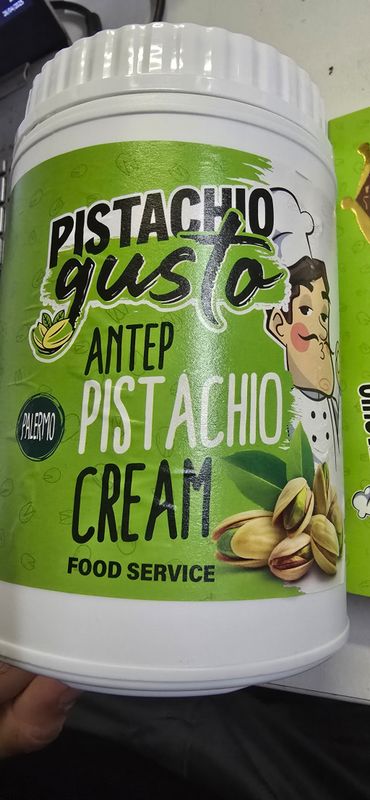 PISTACHIO
gusto
ANTEP
PALERMO
PISTACHIO
CREAM
FOOD SERVICE